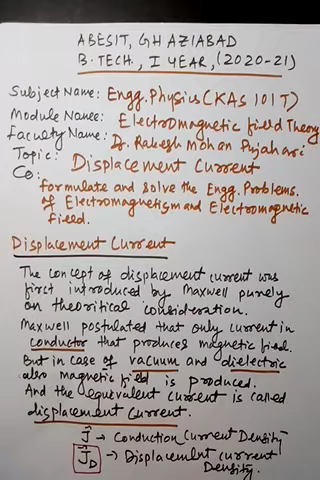 ABESIT, GHAZIABAD
B. TECH., I YEAR, (2020-21)
Subject Name: Engg. Physics (KAS 101T)
Module Name: Electromagnetic field Theory
Faculty Name: Dr. Rakesh Mohan Pujahari
Topic: Displacement Current
Co: formulate and solve the Engg. Problems
of Electromagnetism and Electromagnetic
field.
Displacement Current
The concept of displacement current was
first introduced by Maxwell purely
on theoritical consideration.
Maxwell postulated that only current in
conductor that produces magnetic field.
But in case of vacuum and dielectric
also magnetic field is produced.
And the equivalent current is called
displacement current.
J⃗ → Conduction Current Density
J⃗D → Displacement current
Density.